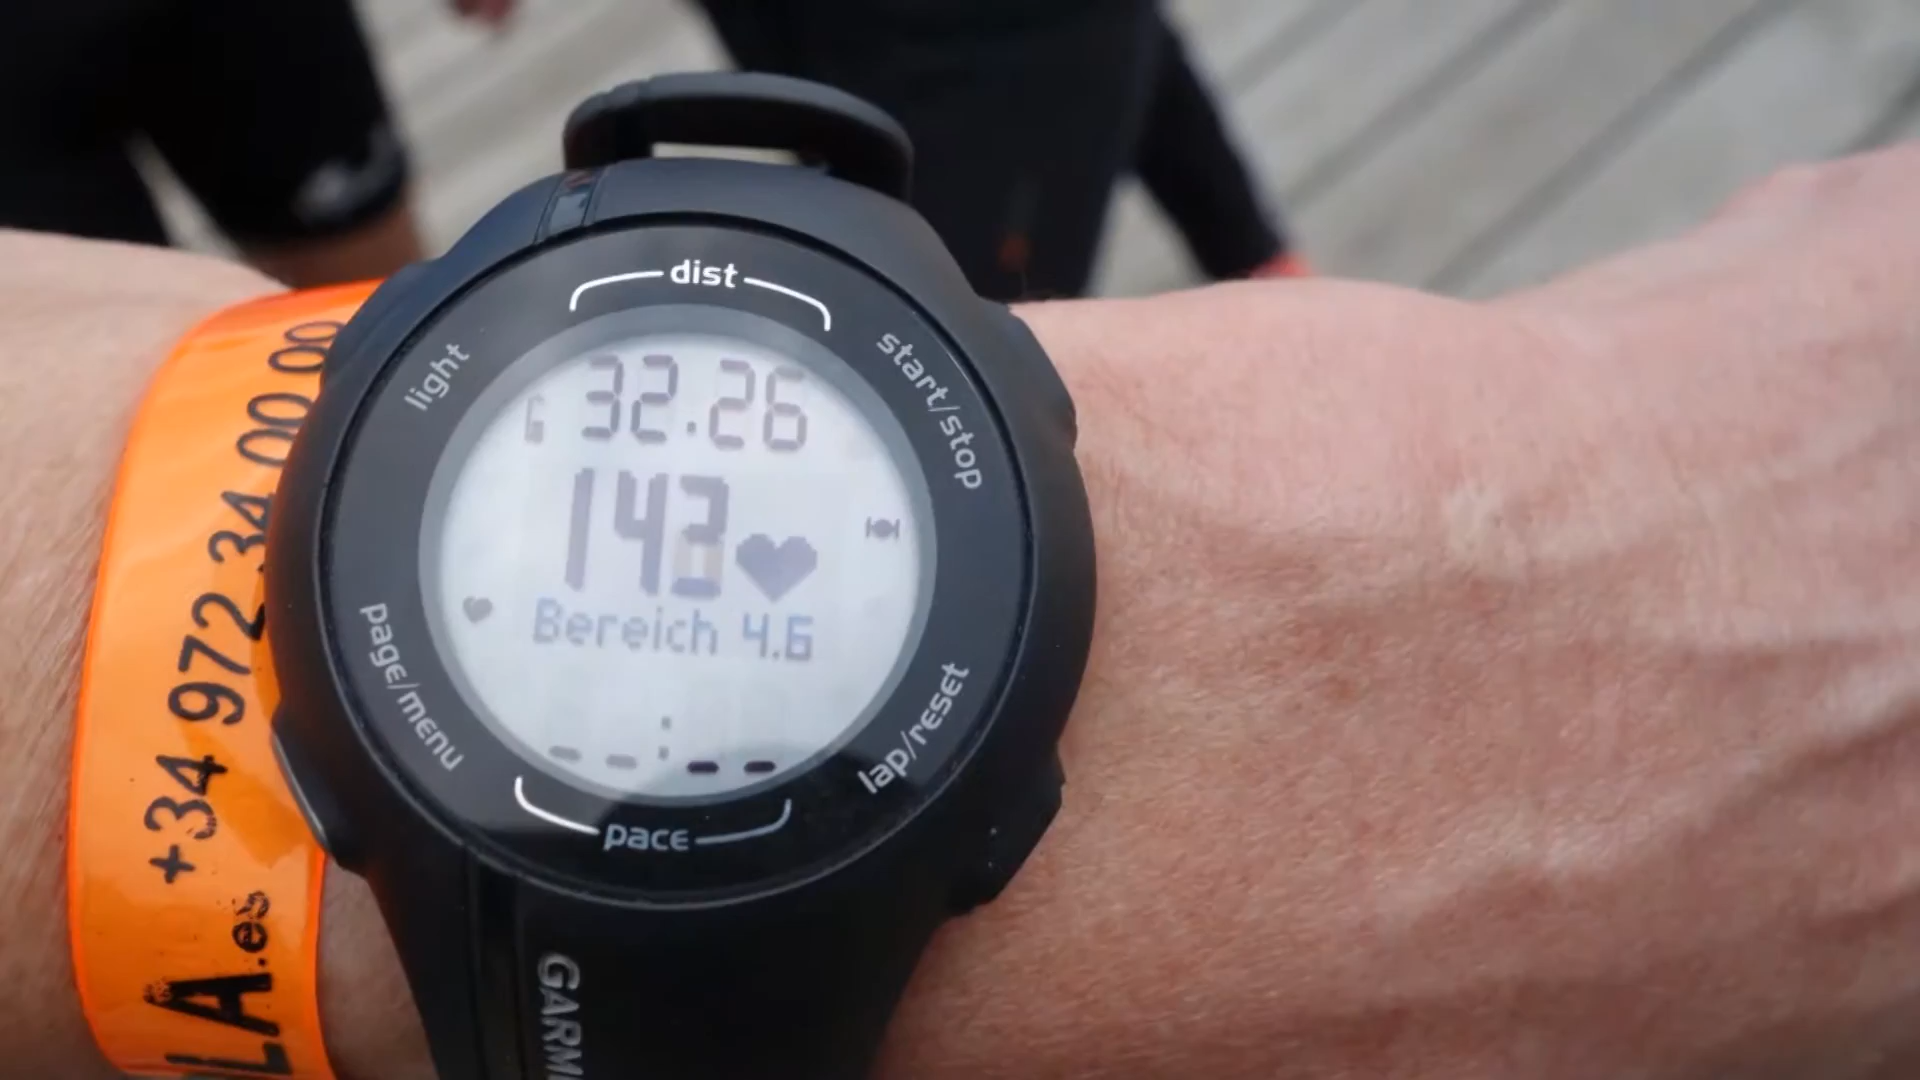 dist
light
start/stop
32.26
Bereich 4.6
page/menu
lap/reset
pace
GARM
+34 972 34 00 00
LA.es